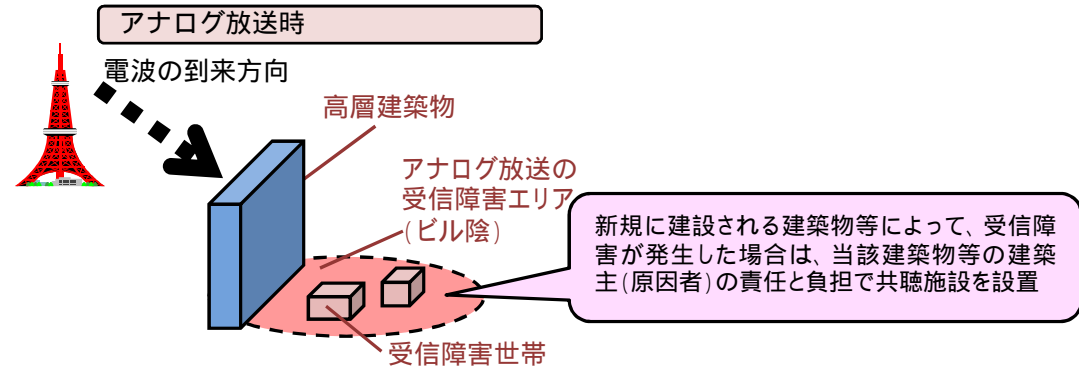 アナログ放送時
電波の到来方向
高層建築物
アナログ放送の
受信障害エリア
(ビル陰)
新規に建設される建築物等によって、受信障
害が発生した場合は、当該建築物等の建築
主(原因者)の責任と負担で共聴施設を設置
受信障害世帯